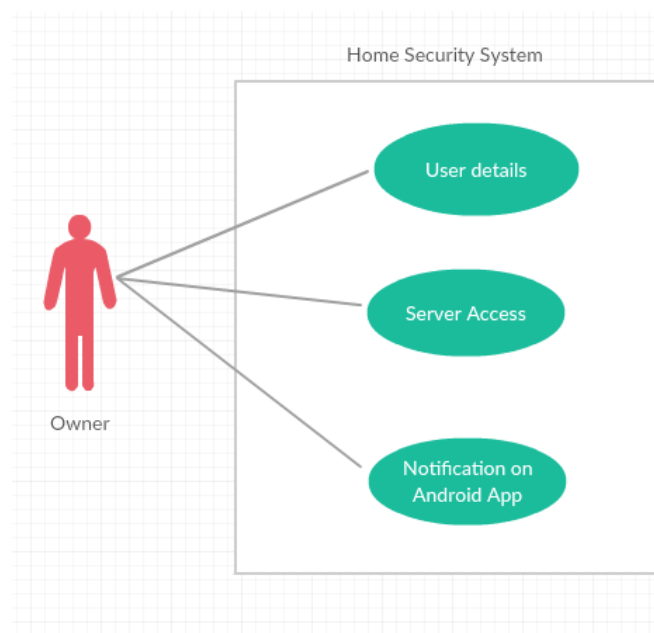 Home Security System
User details
Server Access
Owner
Notification on
Android App